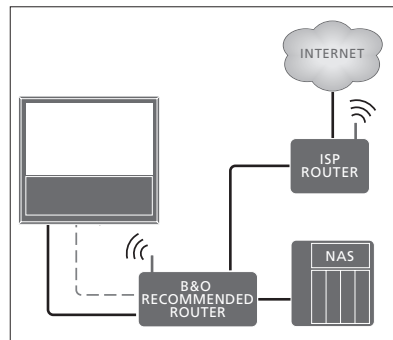 INTERNET
ISP
ROUTER
NAS
B&O
RECOMMENDED
ROUTER